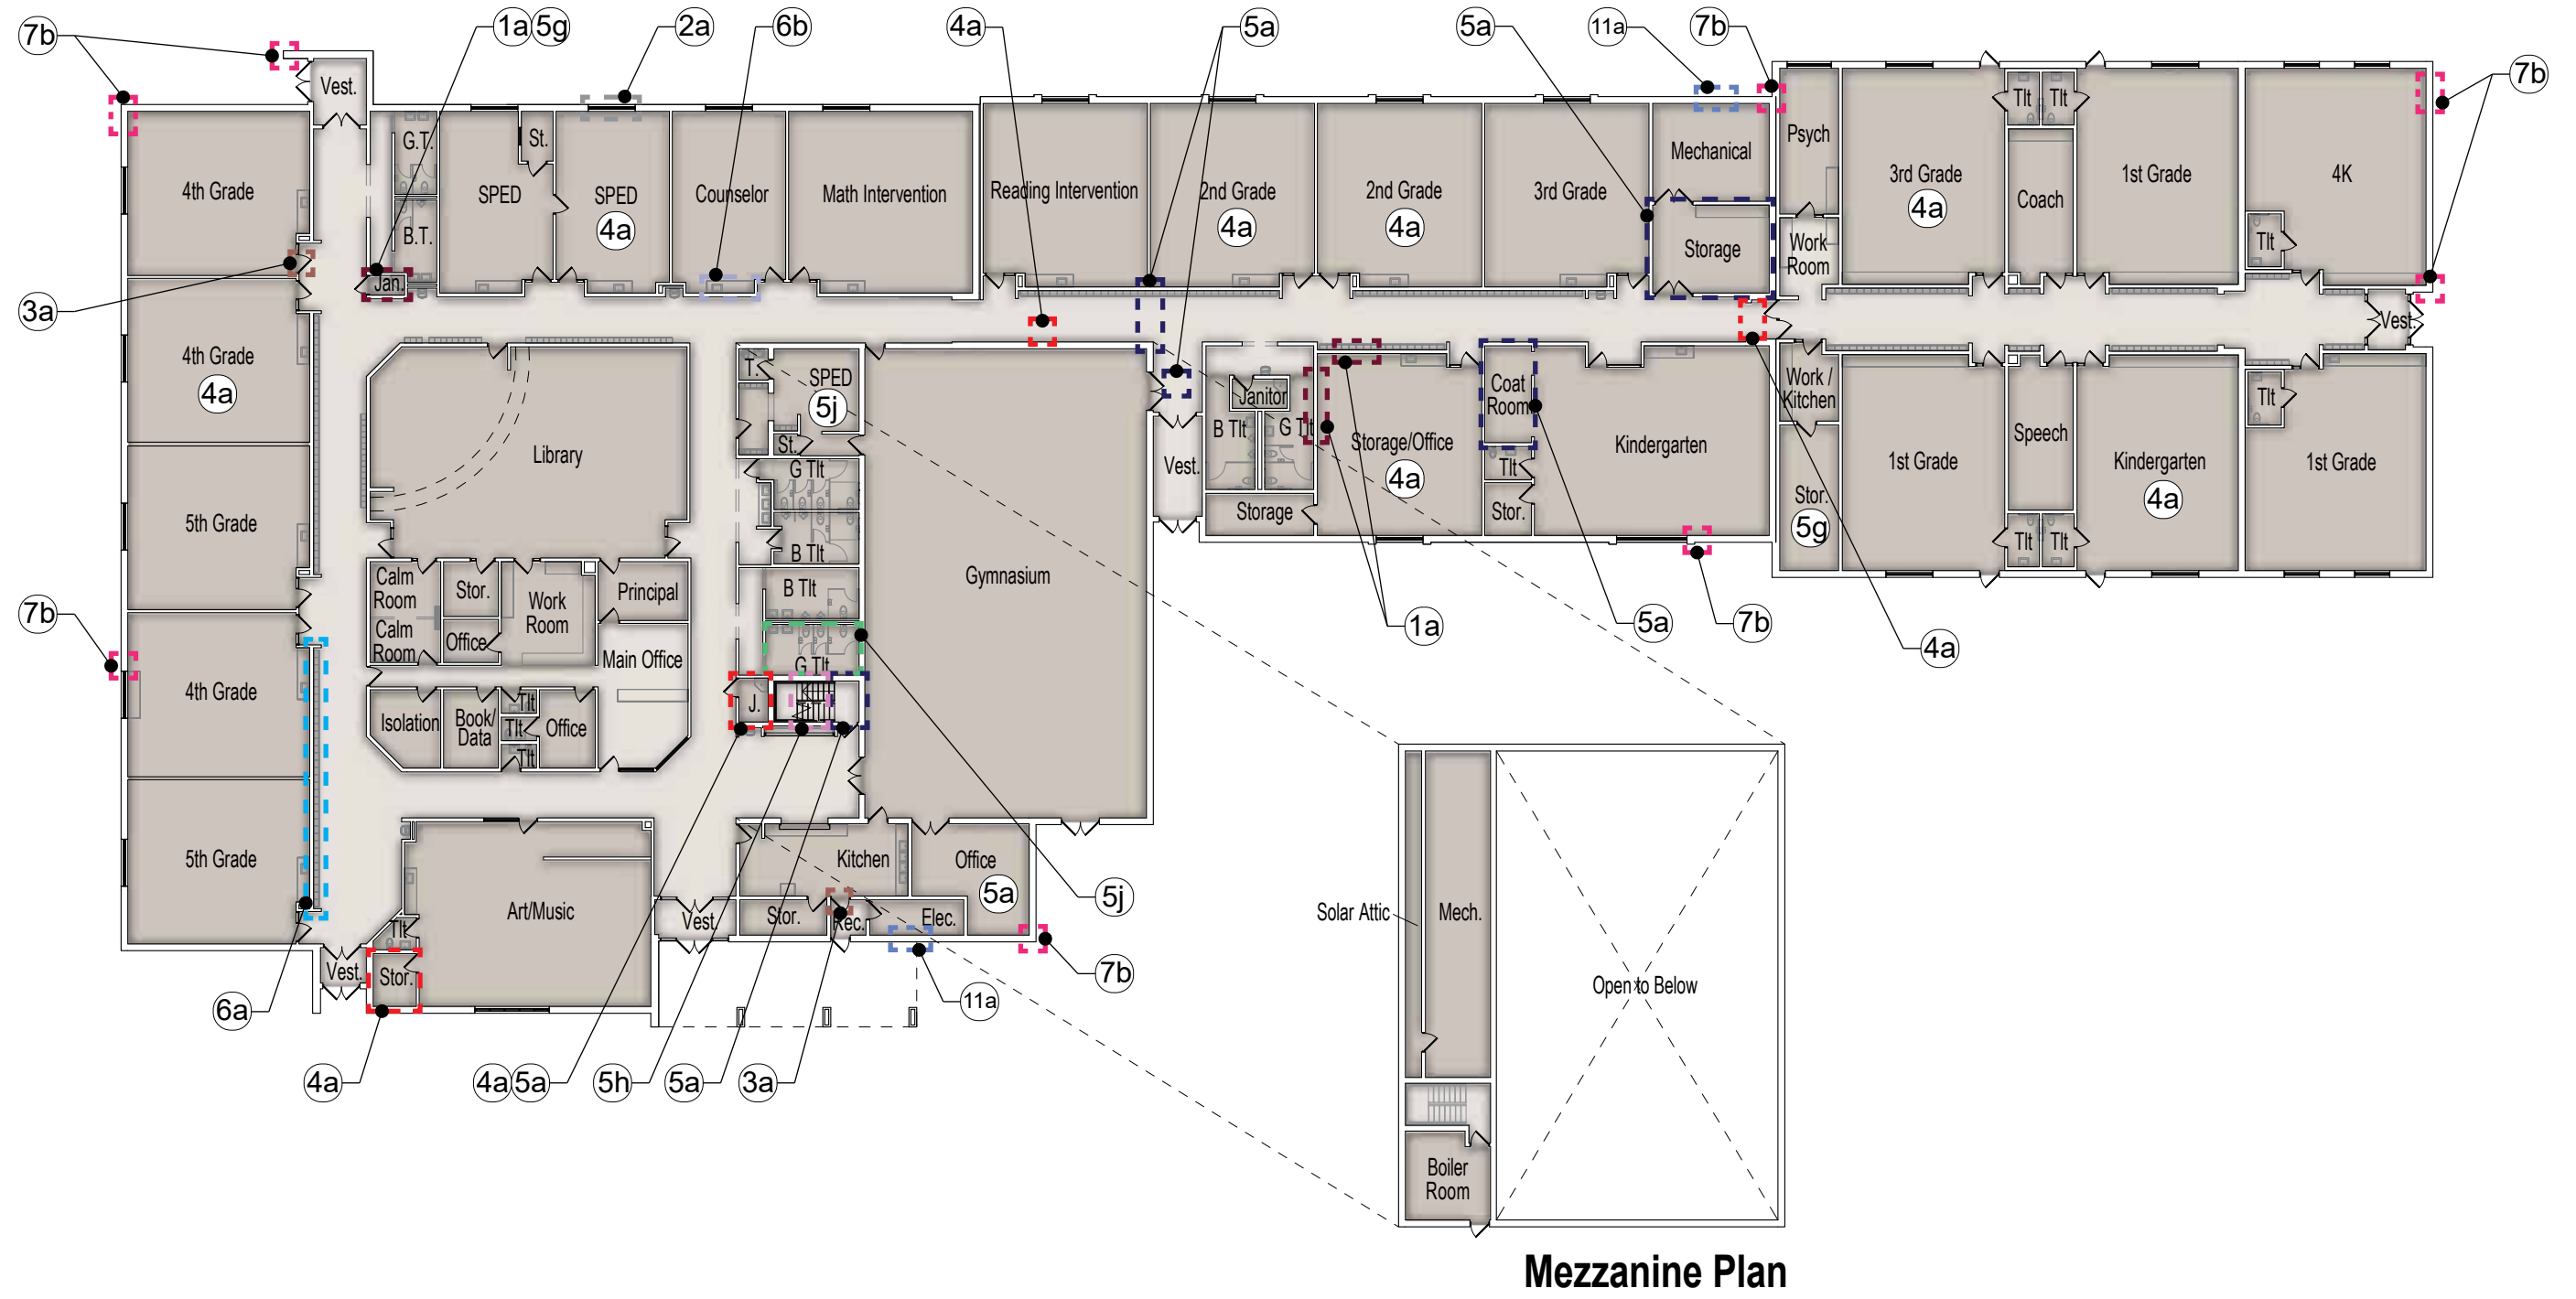 7b
1a 5g
2a
6b
4a
5a
5a
11a
7b
7b
Vest.
G.T.
B.T.
Jan.
SPED
St.
SPED
4a
Counselor
Math Intervention
Reading Intervention
2nd Grade
4a
2nd Grade
4a
3rd Grade
Mechanical
Storage
Psych
Work
Room
3rd Grade
4a
Tlt
Tlt
Coach
1st Grade
4K
Tlt
4th Grade
3a
4th Grade
4a
5th Grade
7b
4th Grade
5th Grade
Library
T.
SPED
5j
St.
G Tlt
B Tlt
B Tlt
G Tlt
J.
Gymnasium
Vest.
Janitor
B Tlt
G Tlt
Storage
Storage/Office
4a
Coat
Room
Tlt
Stor.
Kindergarten
Work /
Kitchen
Stor.
5g
1st Grade
Speech
Tlt
Tlt
Kindergarten
4a
Tlt
1st Grade
Vest.
1a
5a
7b
4a
Calm
Room
Calm
Room
Stor.
Office
Work
Room
Principal
Main Office
Isolation
Book/
Data
Tlt
Tlt
Tlt
Office
Art/Music
Tlt
Stor.
Vest.
Vest.
Kitchen
Stor.
Rec.
Elec.
Office
5a
5j
7b
11a
6a
4a
4a 5a
5h
5a
3a
Solar Attic
Mech.
Open to Below
Boiler
Room
Mezzanine Plan